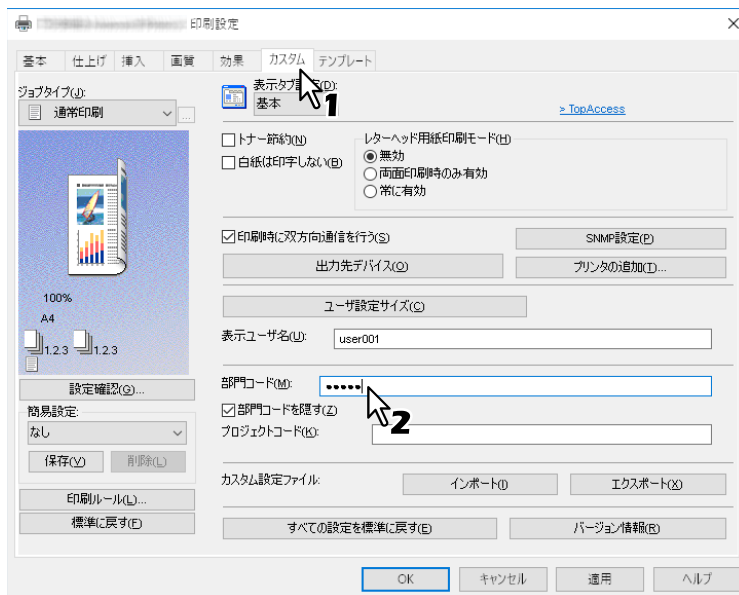 印刷設定
基本 仕上げ 挿入 画質 効果 カスタム テンプレート
ジョブタイプ(J):
通常印刷
...
100%
A4
1.2.3 1.2.3
設定確認(G)...
簡易設定:
なし
保存(V) 削除(L)
印刷ルール(L)...
標準に戻す(F)
表示タブ設定(D):
基本
1
> TopAccess
トナー節約(N)
白紙は印字しない(B)
レターヘッド用紙印刷モード(H)
無効
両面印刷時のみ有効
常に有効
印刷時に双方向通信を行う(S)
SNMP設定(P)
出力先デバイス(O)
プリンタの追加(T)...
ユーザ設定サイズ(C)
表示ユーザ名(U): user001
部門コード(M): •••••
2
部門コードを隠す(Z)
プロジェクトコード(K):
カスタム設定ファイル: インポート(I) エクスポート(X)
すべての設定を標準に戻す(E) バージョン情報(R)
OK キャンセル 適用 ヘルプ